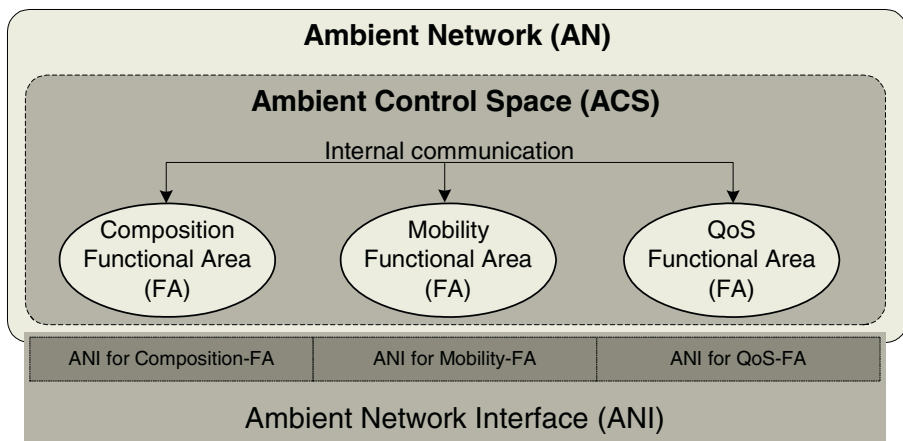 Ambient Network (AN)
Ambient Control Space (ACS)
Internal communication
Composition
Functional Area
(FA)
Mobility
Functional Area
(FA)
QoS
Functional Area
(FA)
ANI for Composition-FA
ANI for Mobility-FA
ANI for QoS-FA
Ambient Network Interface (ANI)